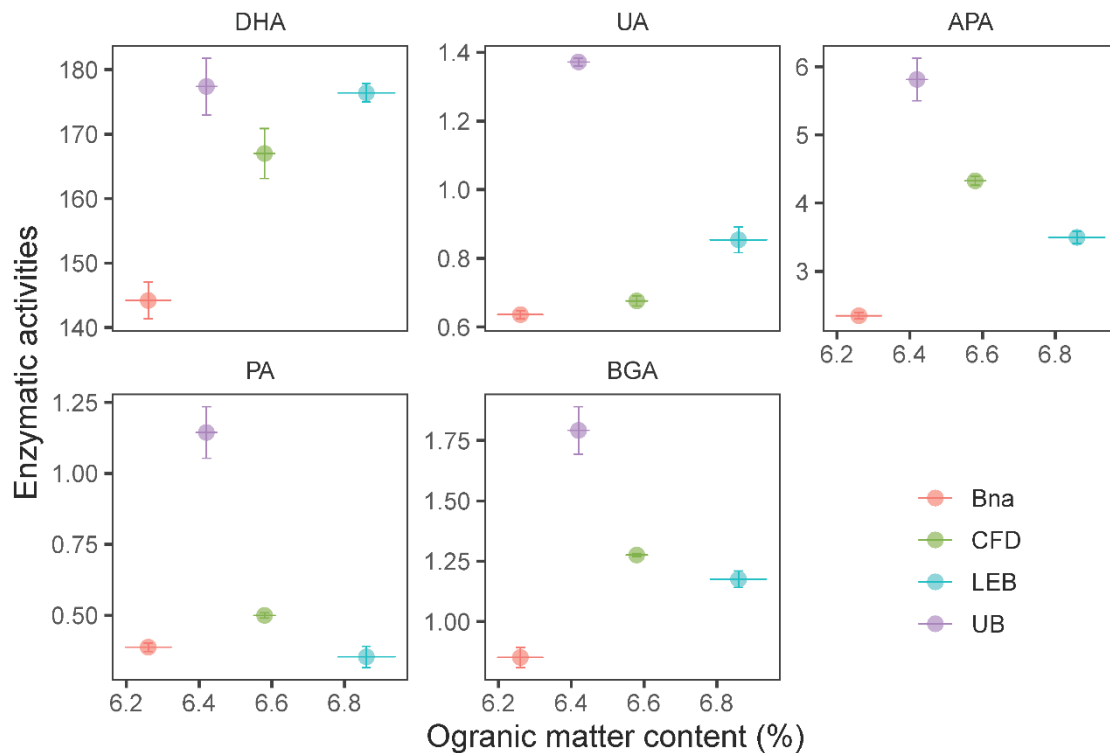 DHA
UA
APA
180
170
160
150
140
1.4
1.2
1.0
0.8
0.6
6
5
4
3
6.2 6.4 6.6 6.8
Enzymatic activities
PA
BGA
1.25
1.00
0.75
0.50
1.75
1.50
1.25
1.00
6.2 6.4 6.6 6.8
6.2 6.4 6.6 6.8
Bna
CFD
LEB
UB
Ogranic matter content (%)